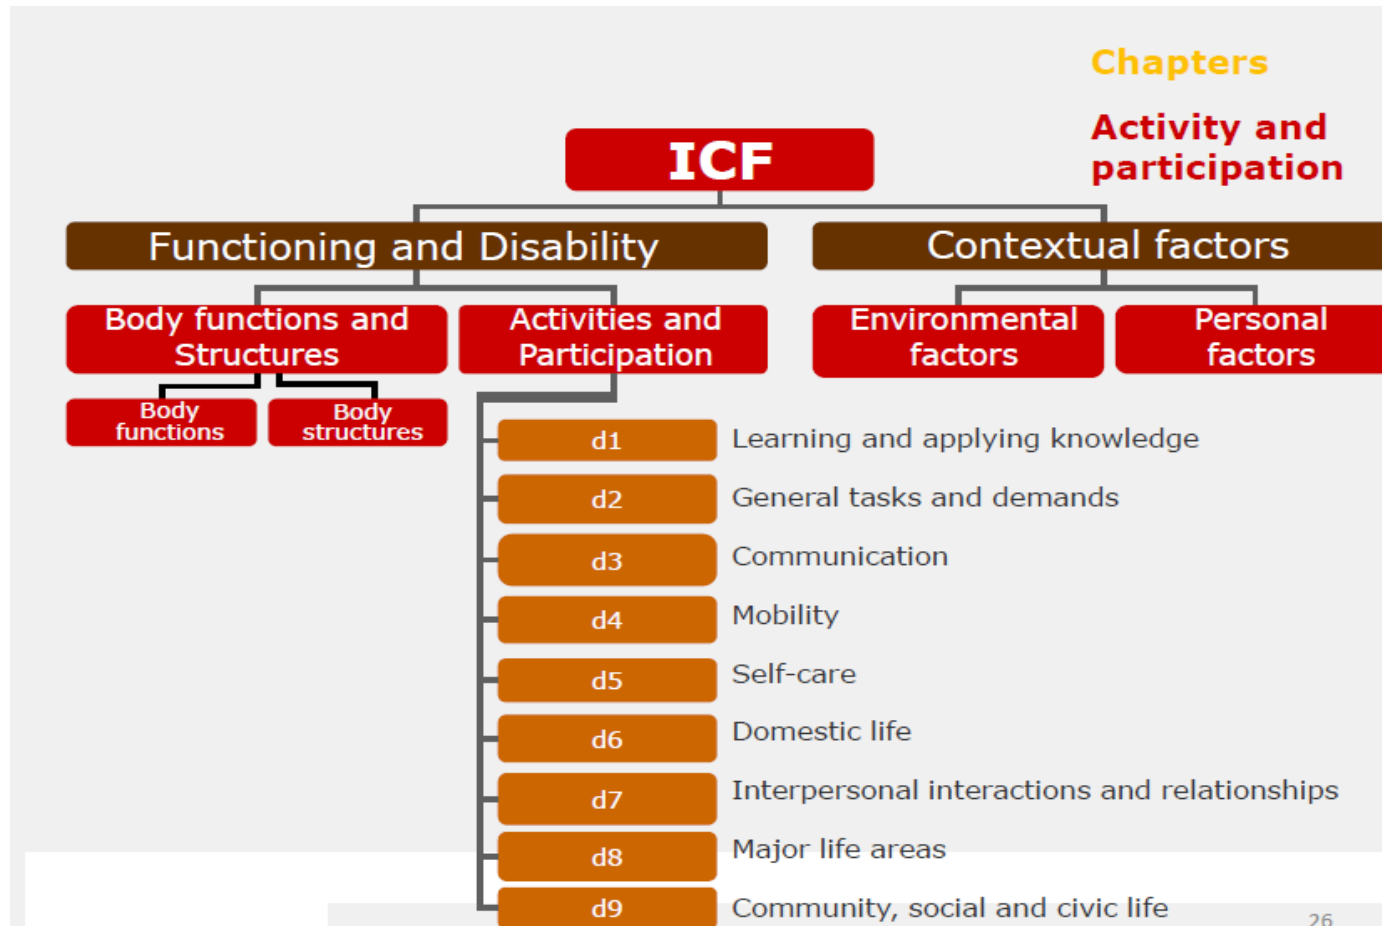 Chapters
Activity and
participation
ICF
Functioning and Disability
Contextual factors
Body functions and
Structures
Activities and
Participation
Environmental
factors
Personal
factors
Body
functions
Body
structures
d1 Learning and applying knowledge
d2 General tasks and demands
d3 Communication
d4 Mobility
d5 Self-care
d6 Domestic life
d7 Interpersonal interactions and relationships
d8 Major life areas
d9 Community, social and civic life
26